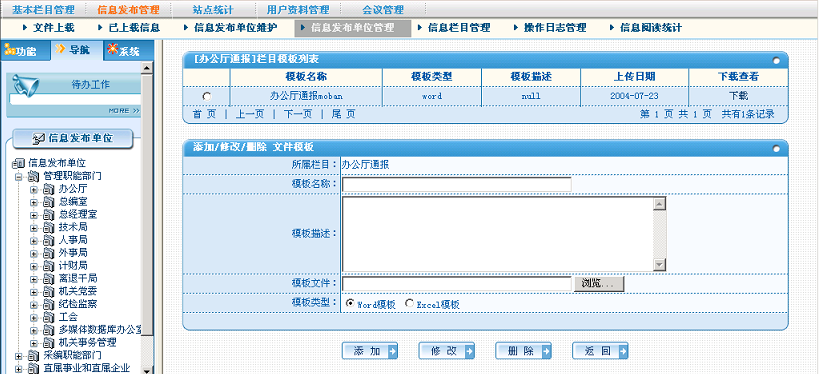 基本栏目管理 信息发布管理 站点统计 用户资料管理 会议管理
文件上载 已上载信息 信息发布单位维护 信息发布单位管理 信息栏目管理 操作日志管理 信息阅读统计
功能 导航 系统
待办工作
MORE >>
信息发布单位
信息发布单位
管理职能部门
办公厅
总编室
总经理室
技术局
人事局
外事局
计财局
离退干局
机关党委
纪检监察
工会
多媒体数据库办公室
机关事务管理
采编职能部门
直属事业和直属企业
[办公厅通报]栏目模板列表
模板名称 模板类型 模板描述 上传日期 下载查看
办公厅通报moban word null 2004-07-23 下载
首 页 | 上一页 | 下一页 | 尾 页 第 1 页 共 1 页 共有1条记录
添加/修改/删除 文件模板
所属栏目：办公厅通报
模板名称：
模板描述：
模板文件： 浏览...
模板类型： Word模板 Excel模板
添 加 修 改 删 除 返 回